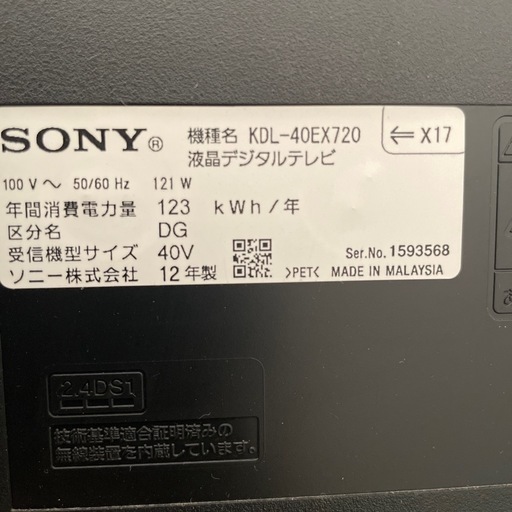 SONY® 機種名 KDL-40EX720 ⇐ X17
液晶デジタルテレビ
100 V ～ 50/60 Hz 121 W
年間消費電力量 123 kWh/年
区分名 DG
受信機型サイズ 40V
Ser.No. 1593568
ソニー株式会社 12年製 >PET< MADE IN MALAYSIA
2.4DS1
技術基準適合証明済みの
無線装置を内蔵しています。